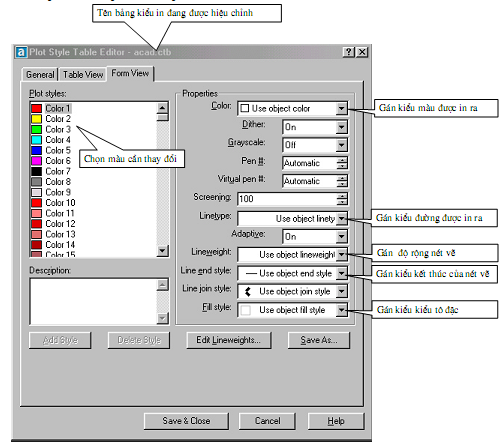 Tên bảng kiểu in đang được hiệu chỉnh
a Plot Style Table Editor - acad.ctb
General Table View Form View
Plot styles:
Color 1
Color 2
Color 3
Color 4
Color 5
Color 6
Color 7
Color 8
Color 9
Color 10
Color 11
Color 12
Color 13
Color 14
Color 15
Chọn màu cần thay đổi
Description:
Add Style Delete Style
Properties
Color: Use object color
Gán kiểu màu được in ra
Dither: On
Grayscale: Off
Pen #: Automatic
Virtual pen #: Automatic
Screening: 100
Linetype: Use object linety
Gán kiểu đường được in ra
Adaptive: On
Lineweight: Use object lineweight
Gán độ rộng nét vẽ
Line end style: Use object end style
Gán kiểu kết thúc của nét vẽ
Line join style: Use object join style
Fill style: Use object fill style
Gán kiểu kiểu tô đặc
Edit Lineweights... Save As...
Save & Close Cancel Help